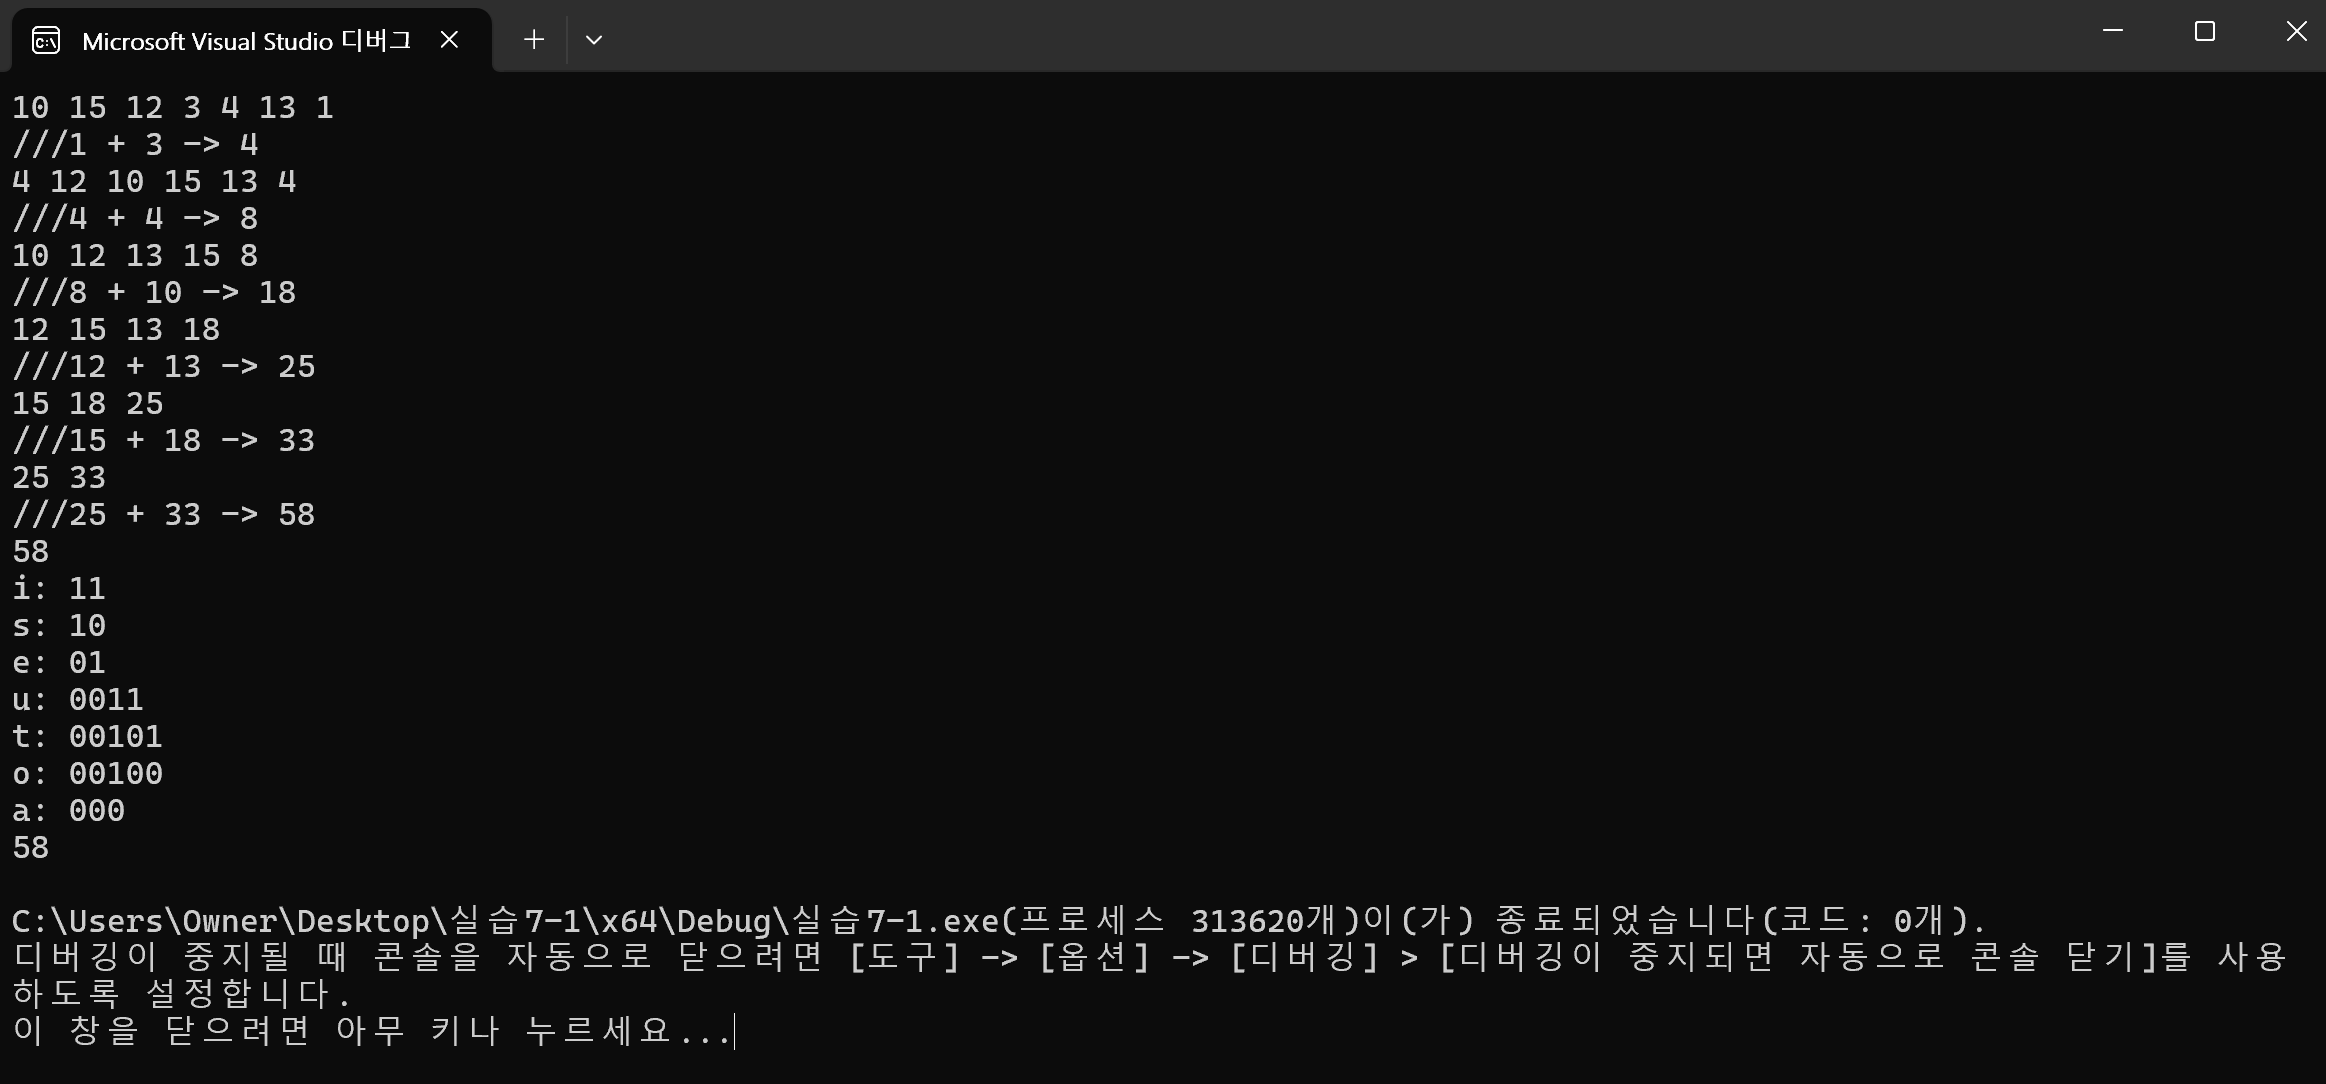 Microsoft Visual Studio 디버그
10 15 12 3 4 13 1
///1 + 3 -> 4
4 12 10 15 13 4
///4 + 4 -> 8
10 12 13 15 8
///8 + 10 -> 18
12 15 13 18
///12 + 13 -> 25
15 18 25
///15 + 18 -> 33
25 33
///25 + 33 -> 58
58
i: 11
s: 10
e: 01
u: 0011
t: 00101
o: 00100
a: 000
58
C:\Users\Owner\Desktop\실습7-1\x64\Debug\실습7-1.exe(프로세스 313620개)이(가) 종료되었습니다(코드: 0개).
디버깅이 중지될 때 콘솔을 자동으로 닫으려면 [도구] -> [옵션] -> [디버깅] > [디버깅이 중지되면 자동으로 콘솔 닫기]를 사용
하도록 설정합니다.
이 창을 닫으려면 아무 키나 누르세요...